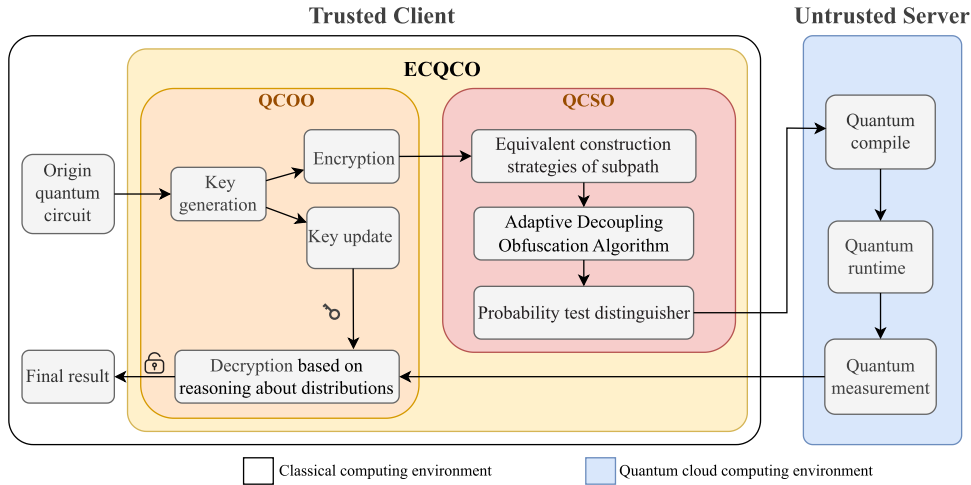 Trusted Client
Untrusted Server
ECQCO
QCOO
QCSO
Origin
quantum
circuit
Key
generation
Encryption
Key update
Equivalent construction
strategies of subpath
Adaptive Decoupling
Obfuscation Algorithm
Probability test distinguisher
Quantum
compile
Quantum
runtime
Quantum
measurement
Decryption based on
reasoning about distributions
Final result
Classical computing environment
Quantum cloud computing environment